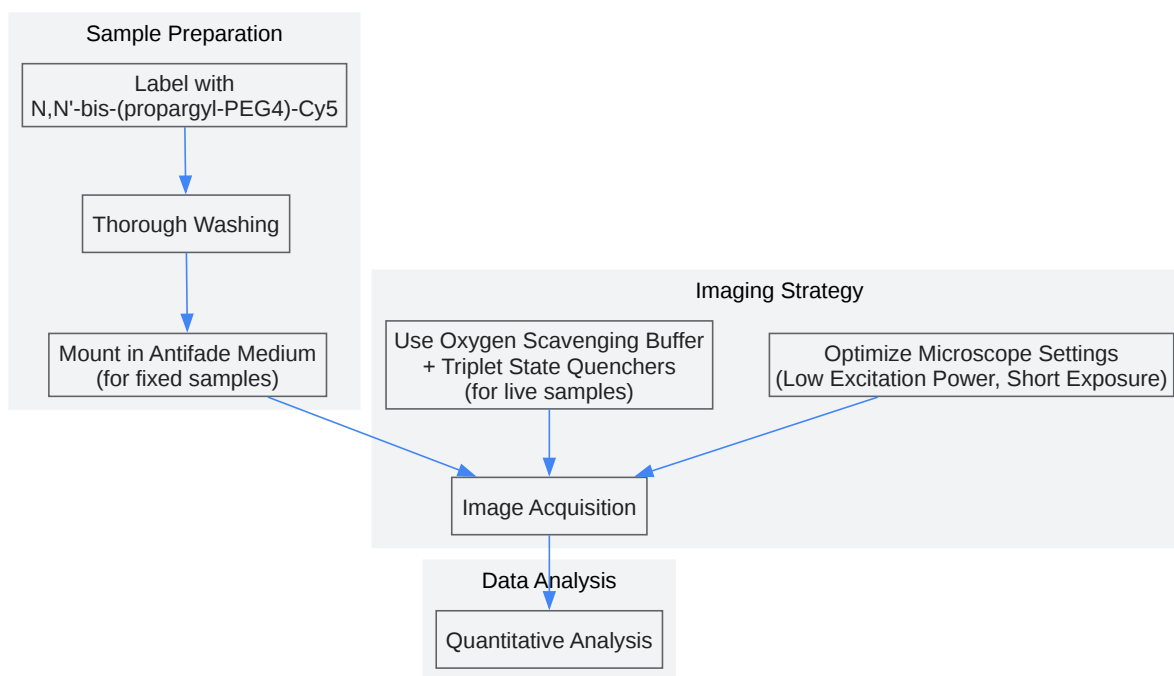 Sample Preparation
Label with
N,N'-bis-(propargyl-PEG4)-Cy5
Thorough Washing
Mount in Antifade Medium
(for fixed samples)
Imaging Strategy
Use Oxygen Scavenging Buffer
+ Triplet State Quenchers
(for live samples)
Optimize Microscope Settings
(Low Excitation Power, Short Exposure)
Image Acquisition
Data Analysis
Quantitative Analysis